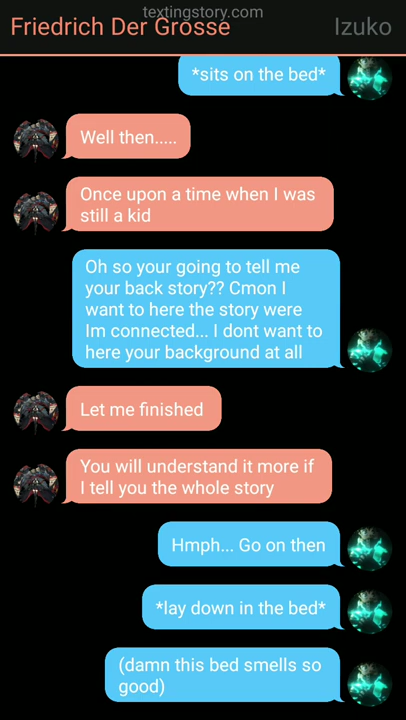 textingstory.com
Friedrich Der Grosse
Izuko
*sits on the bed*
Well then.....
Once upon a time when I was
still a kid
Oh so your going to tell me
your back story?? Cmon I
want to here the story were
Im connected... I dont want to
here your background at all
Let me finished
You will understand it more if
I tell you the whole story
Hmph... Go on then
*lay down in the bed*
(damn this bed smells so
good)